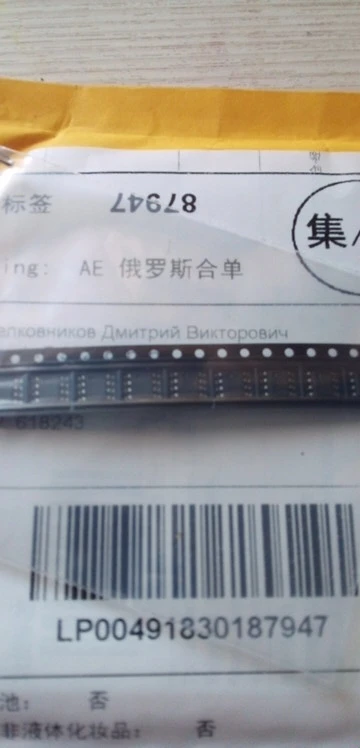 标签 87947
集/
ing: AE 俄罗斯合单
олковников Дмитрий Викторович
618243
LP00491830187947
池: 否
非液体化妆品: 否